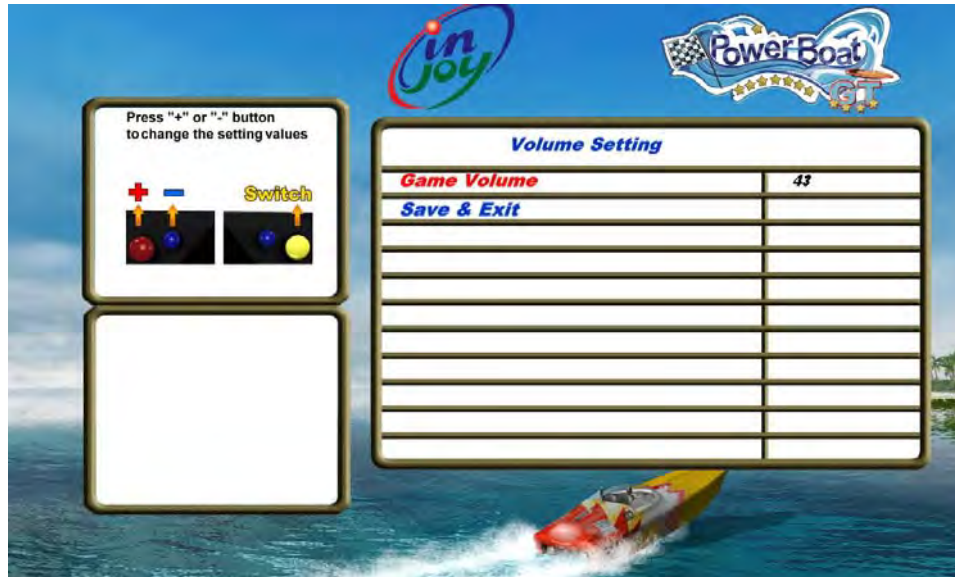 in
joy
PowerBoat
GT
Press "+" or "-" button
to change the setting values
+ - Switch
Volume Setting
Game Volume 43
Save & Exit